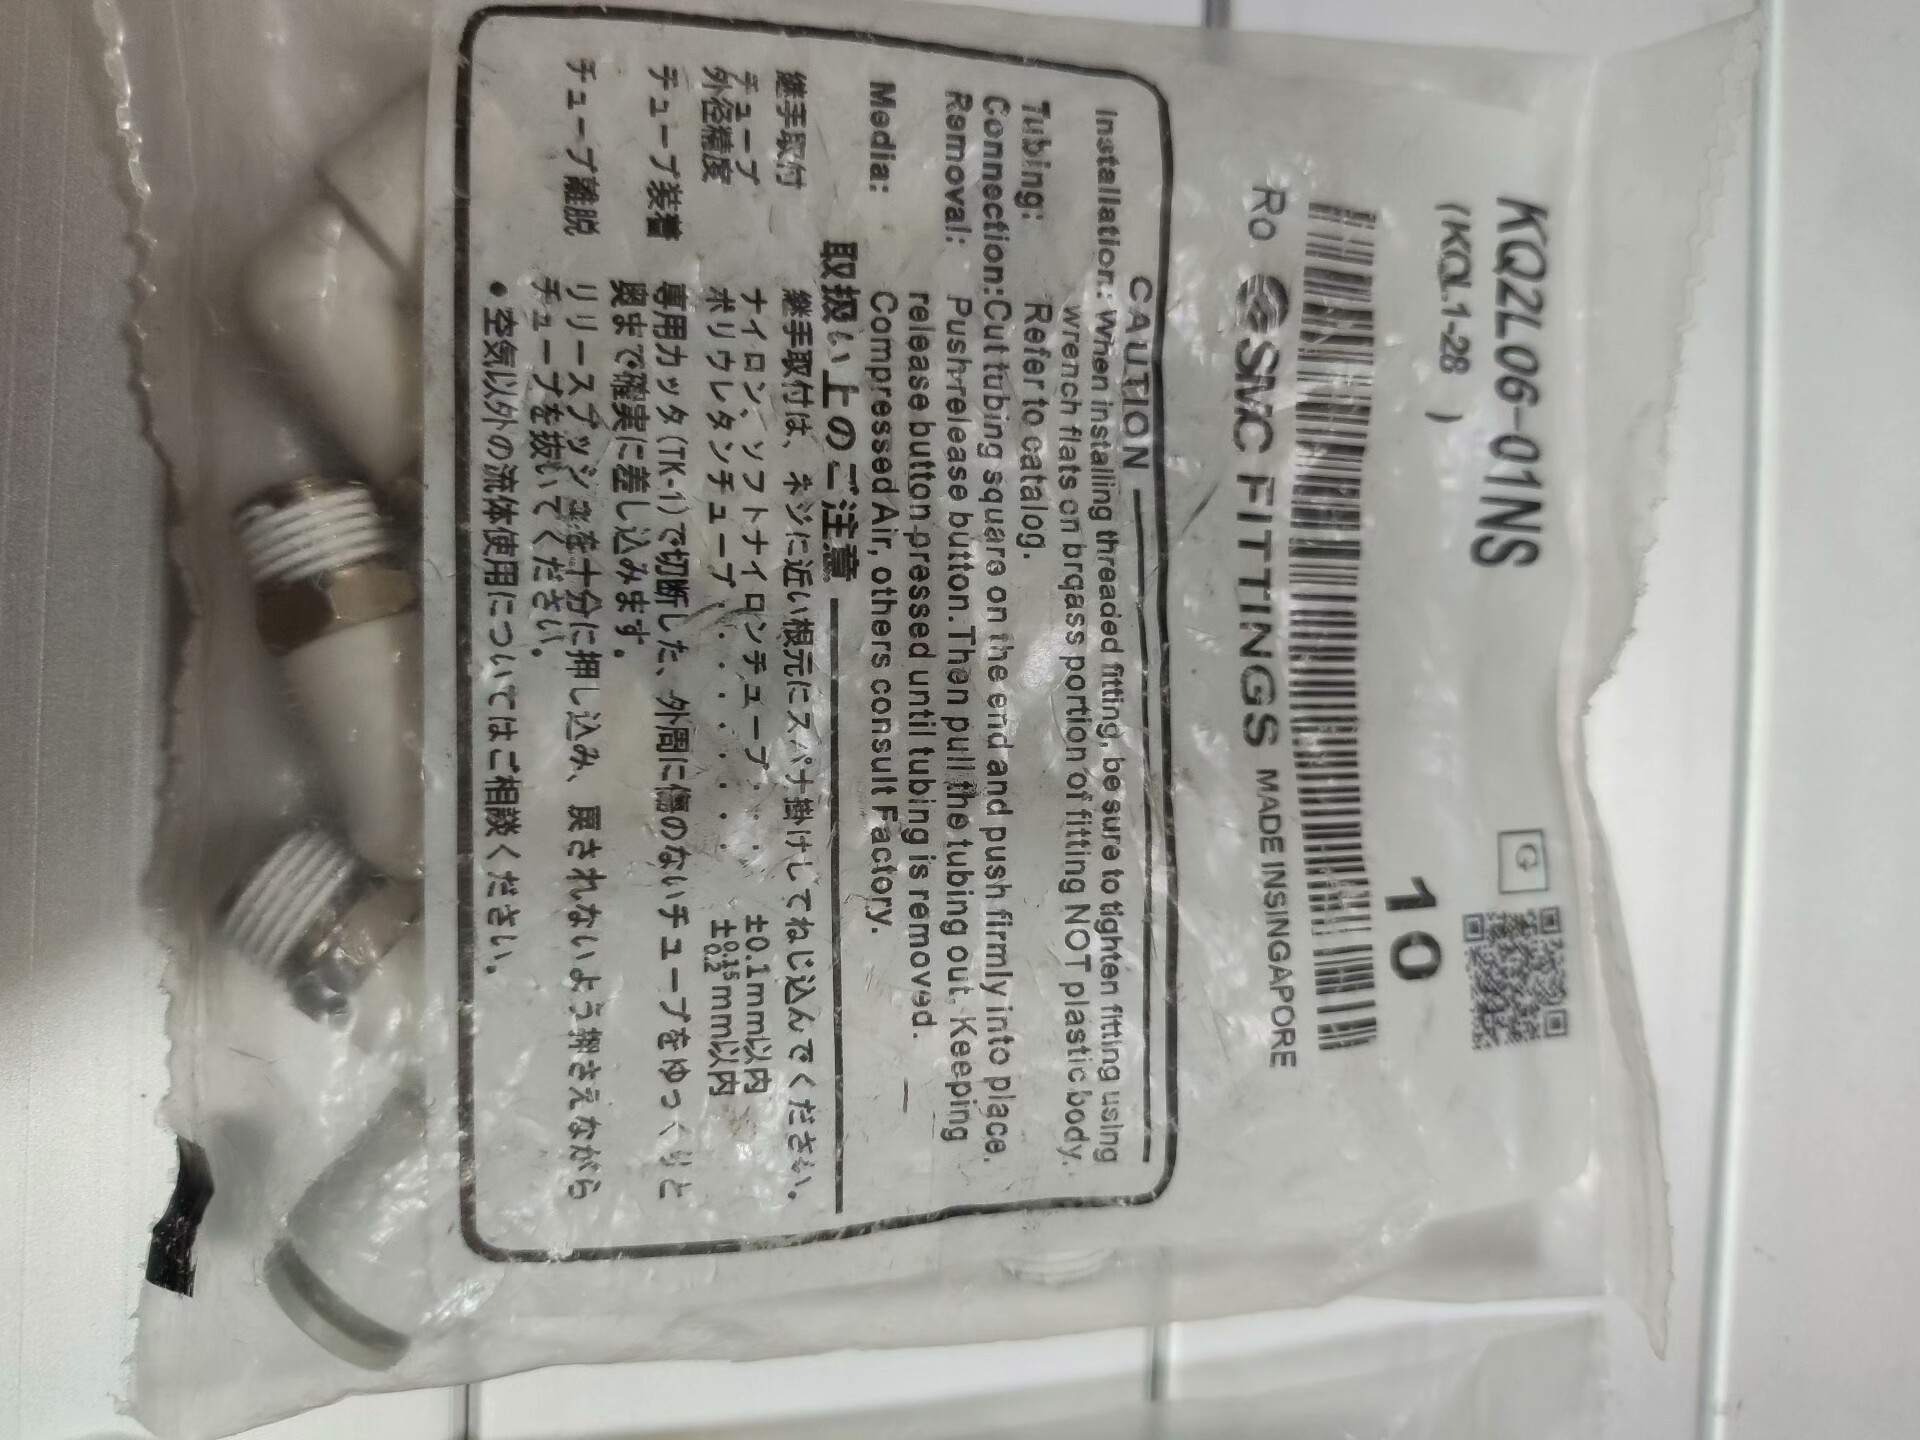 KQ2L06-01NS
G
(KQL1-28 )
10
Ro SMC FITTINGS MADE IN SINGAPORE
CAUTION
Installation: When installing threaded fitting, be sure to tighten fitting using
wrench flats on brqass portion of fitting NOT plastic body.
Tubing: Refer to catalog.
Connection: Cut tubing square on the end and push firmly into place.
Removal: Push release button. Then pull the tubing out. Keeping
release button pressed until tubing is removed.
Media: Compressed Air, others consult Factory.
取扱い上のご注意
継手取付 継手取付は、ネジに近い根元にスパナ掛けしてねじ込んでください。
チューブ外径精度 ナイロン、ソフトナイロンチューブ‥ ±0.1mm以内
ポリウレタンチューブ・・・・・・・ ±0.15 0.2mm以内
チューブ装着 専用カッタ(TK-1)で切断した、外周に傷のないチューブをゆっくりと
奥まで確実に差し込みます。
チューブ離脱 リリースブッシュを十分に押し込み、戻されないよう押さえながら
チューブを抜いてください。
●空気以外の流体使用についてはご相談ください。